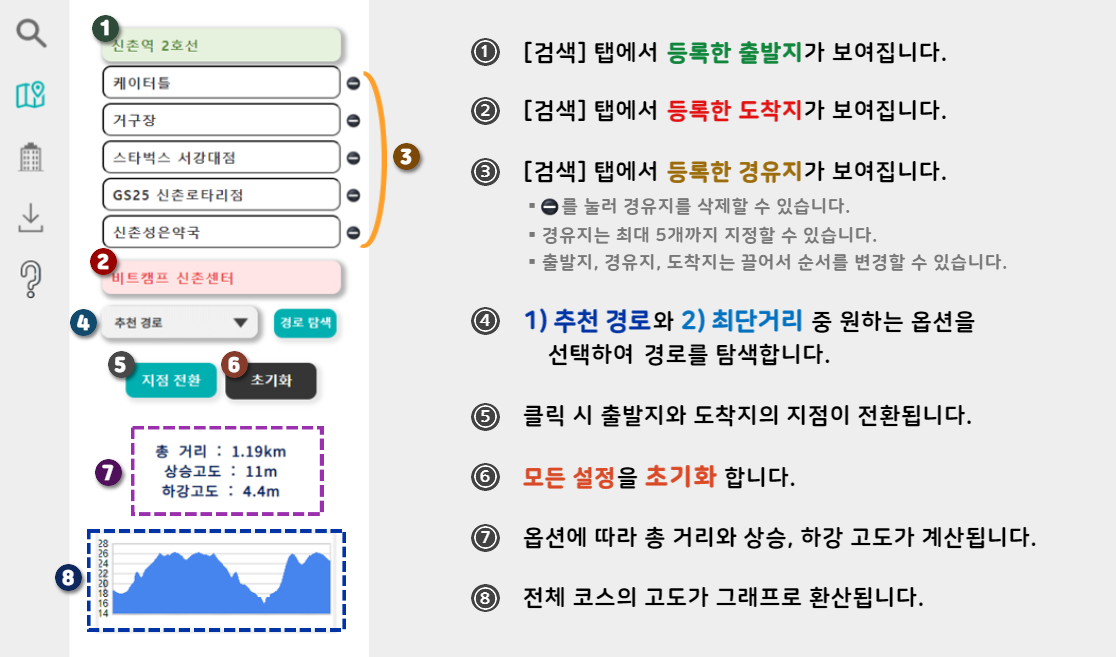 1
신촌역 2호선
케이터틀
거구장
스타벅스 서강대점
GS25 신촌로타리점
신촌성은약국
3
2
비트캠프 신촌센터
4
추천 경로
경로 탐색
5
지점 전환
6
초기화
7
총 거리 : 1.19km
상승고도 : 11m
하강고도 : 4.4m
8
28
26
24
22
20
18
16
14
① [검색] 탭에서 등록한 출발지가 보여집니다.
② [검색] 탭에서 등록한 도착지가 보여집니다.
③ [검색] 탭에서 등록한 경유지가 보여집니다.
▪ ⊖를 눌러 경유지를 삭제할 수 있습니다.
▪ 경유지는 최대 5개까지 지정할 수 있습니다.
▪ 출발지, 경유지, 도착지는 끌어서 순서를 변경할 수 있습니다.
④ 1) 추천 경로와 2) 최단거리 중 원하는 옵션을
선택하여 경로를 탐색합니다.
⑤ 클릭 시 출발지와 도착지의 지점이 전환됩니다.
⑥ 모든 설정을 초기화 합니다.
⑦ 옵션에 따라 총 거리와 상승, 하강 고도가 계산됩니다.
⑧ 전체 코스의 고도가 그래프로 환산됩니다.